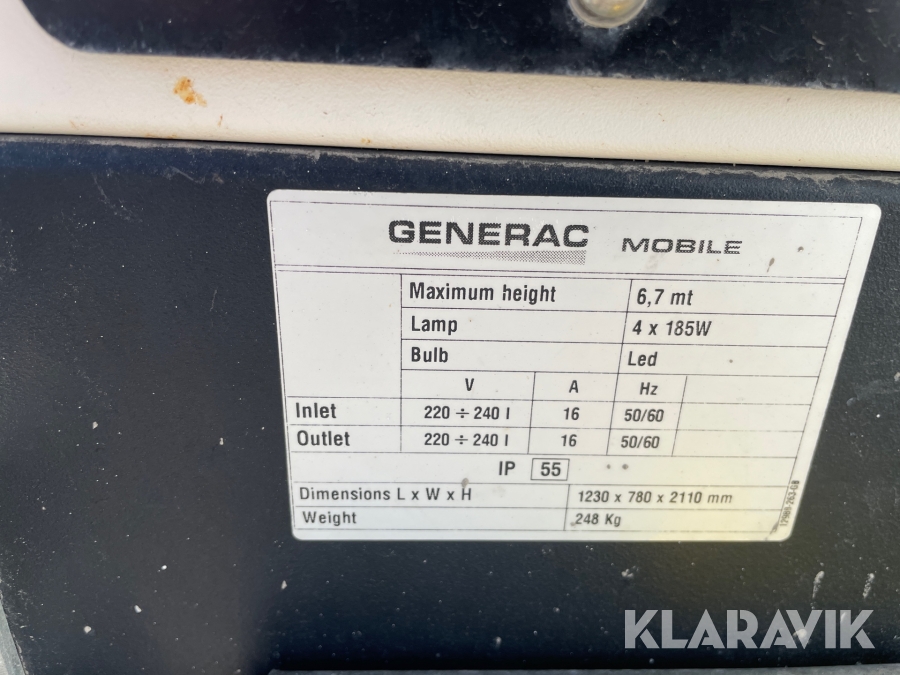 GENERAC MOBILE
Maximum height 6,7 mt
Lamp 4 x 185W
Bulb Led
V A Hz
Inlet 220 ÷ 240 I 16 50/60
Outlet 220 ÷ 240 I 16 50/60
IP 55
Dimensions L x W x H 1230 x 780 x 2110 mm
Weight 248 Kg
KLARAVIK